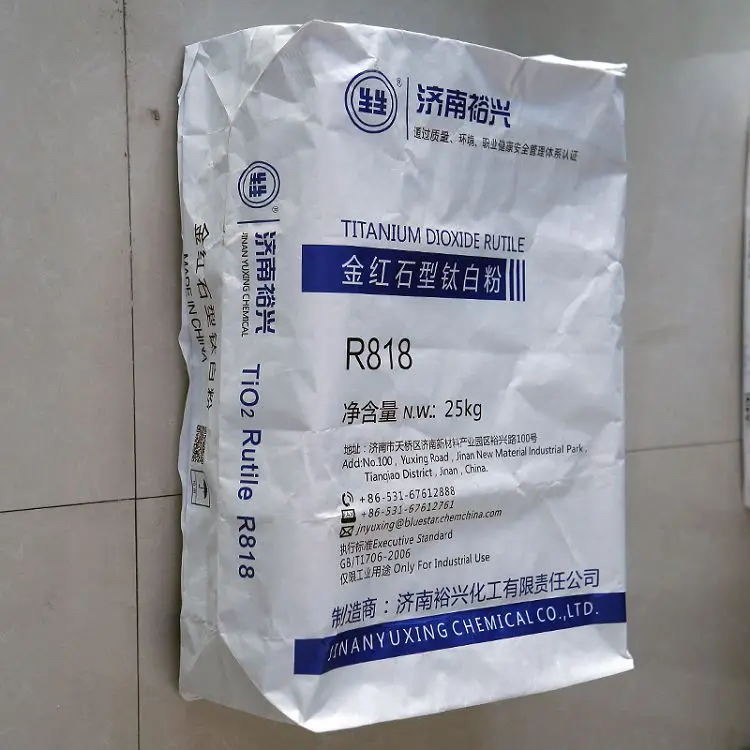 ®
济南裕兴
通过质量、环境、职业健康安全管理体系认证
TITANIUM DIOXIDE RUTILE
金红石型钛白粉
R818
净含量 N.W.: 25kg
地址：济南市天桥区济南新材料产业园区裕兴路100号
Add:No.100 , Yuxing Road , Jinan New Material Industrial Park ,
Tianqiao District , Jinan , China.
+86-531-67612888
FAX +86-531-67612761
jnyuxing@bluestar.chemchina.com
执行标准Executive Standard
GB/T1706-2006
仅限工业用途 Only For Industrial Use
制造商：济南裕兴化工有限责任公司
JINAN YUXING CHEMICAL CO.,LTD.
®
济南裕兴
JINAN YUXING CHEMICAL
TiO2 Rutile R818
金红石型钛白粉
MADE IN CHINA